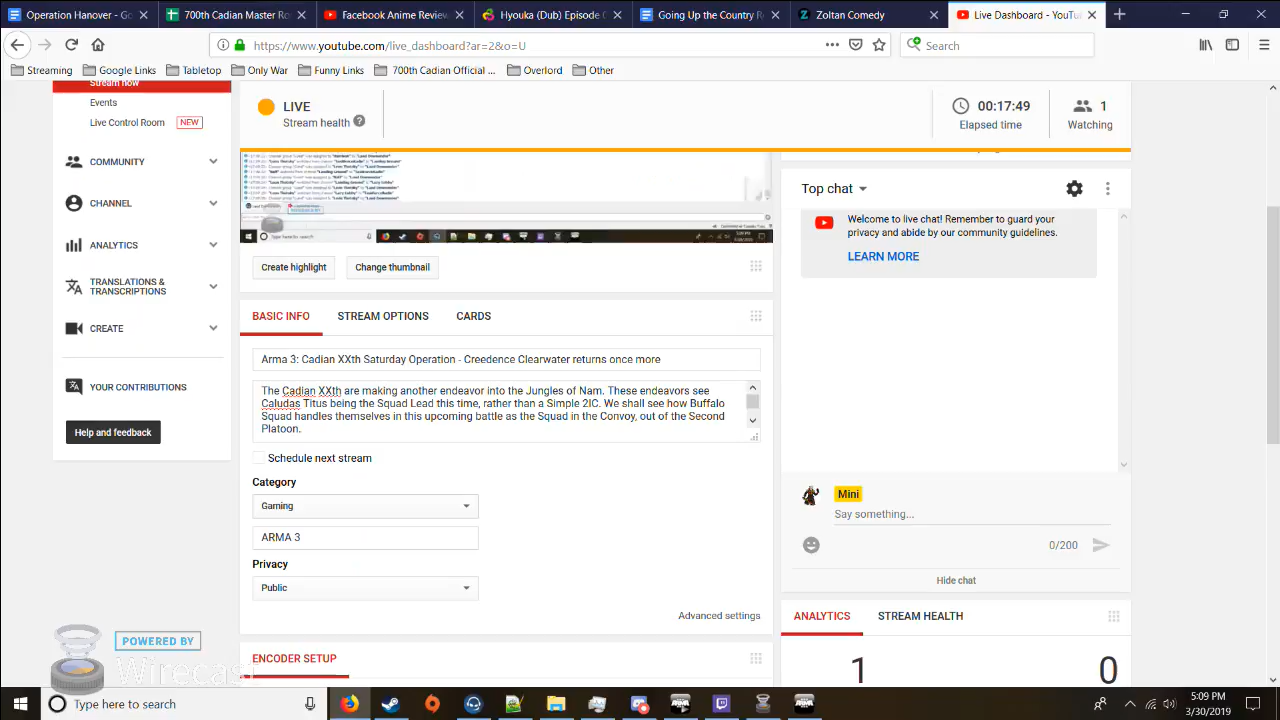 Operation Hanover - Go
700th Cadian Master Ro
Facebook Anime Review
Hyouka (Dub) Episode
Going Up the Country R
Zoltan Comedy
Live Dashboard - YouTu
https://www.youtube.com/live_dashboard?ar=2&o=U
Search
Streaming
Google Links
Tabletop
Only War
Funny Links
700th Cadian Official ...
Overlord
Other
Stream now
Events
Live Control Room NEW
COMMUNITY
CHANNEL
ANALYTICS
TRANSLATIONS &
TRANSCRIPTIONS
CREATE
YOUR CONTRIBUTIONS
Help and feedback
LIVE
Stream health
00:17:49
Elapsed time
1
Watching
Create highlight
Change thumbnail
BASIC INFO
STREAM OPTIONS
CARDS
Arma 3: Cadian XXth Saturday Operation - Creedence Clearwater returns once more
The Cadian XXth are making another endeavor into the Jungles of Nam. These endeavors see
Caludas Titus being the Squad Lead this time, rather than a Simple 2IC. We shall see how Buffalo
Squad handles themselves in this upcoming battle as the Squad in the Convoy, out of the Second
Platoon.
Schedule next stream
Category
Gaming
ARMA 3
Privacy
Public
Advanced settings
ENCODER SETUP
Top chat
Welcome to live chat! Remember to guard your
privacy and abide by our community guidelines.
LEARN MORE
Mini
Say something...
0/200
Hide chat
ANALYTICS
STREAM HEALTH
1
0
POWERED BY
Wirecast
Type here to search
5:09 PM
3/30/2019